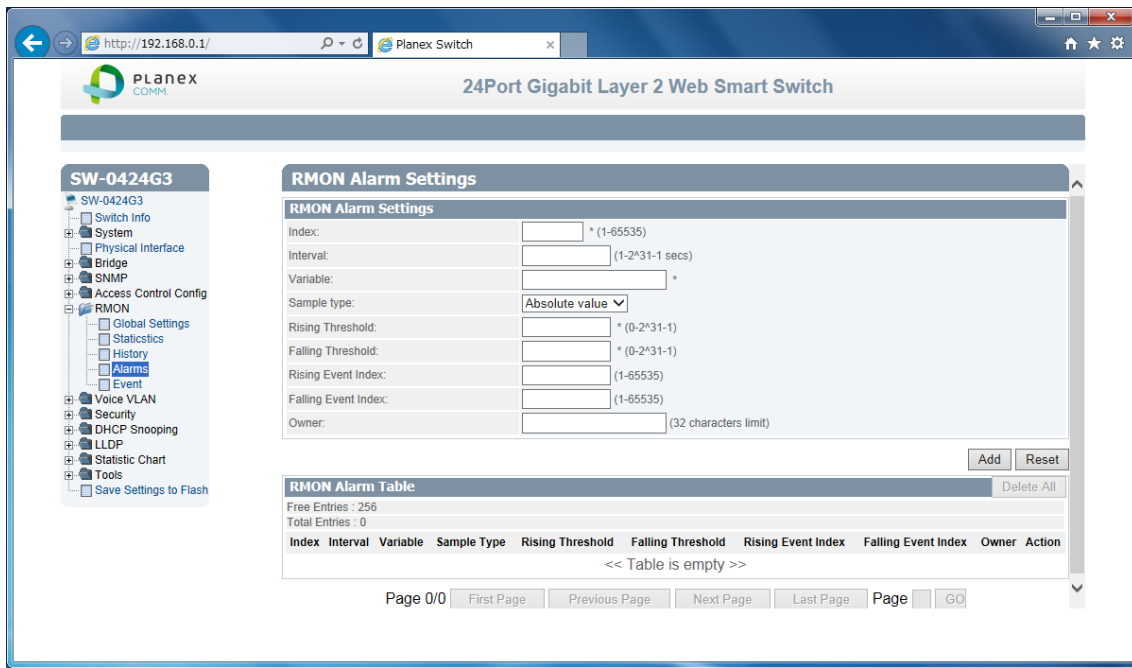 http://192.168.0.1/
Planex Switch
PLANEX
COMM.
24Port Gigabit Layer 2 Web Smart Switch
SW-0424G3
SW-0424G3
Switch Info
System
Physical Interface
Bridge
SNMP
Access Control Config
RMON
Global Settings
Staticstics
History
Alarms
Event
Voice VLAN
Security
DHCP Snooping
LLDP
Statistic Chart
Tools
Save Settings to Flash
RMON Alarm Settings
RMON Alarm Settings
Index: * (1-65535)
Interval: (1-2^31-1 secs)
Variable: *
Sample type: Absolute value
Rising Threshold: * (0-2^31-1)
Falling Threshold: * (0-2^31-1)
Rising Event Index: (1-65535)
Falling Event Index: (1-65535)
Owner: (32 characters limit)
Add Reset
RMON Alarm Table Delete All
Free Entries : 256
Total Entries : 0
Index Interval Variable Sample Type Rising Threshold Falling Threshold Rising Event Index Falling Event Index Owner Action
<< Table is empty >>
Page 0/0 First Page Previous Page Next Page Last Page Page GO